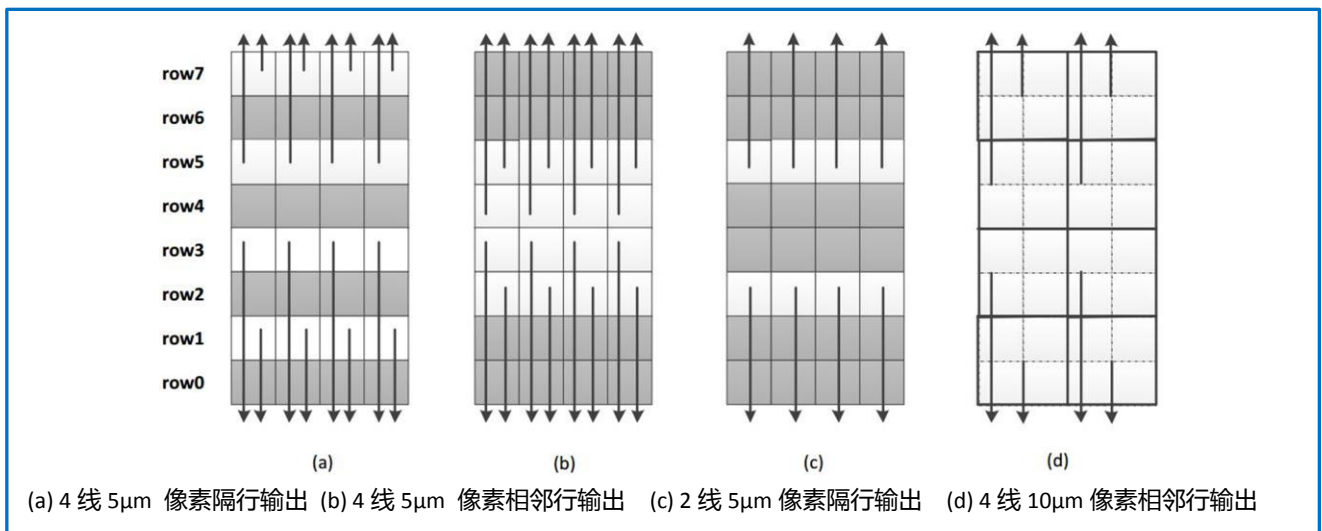 row7
row6
row5
row4
row3
row2
row1
row0
(a) (b) (c) (d)
(a) 4 线 5μm 像素隔行输出 (b) 4 线 5μm 像素相邻行输出 (c) 2 线 5μm 像素隔行输出 (d) 4 线 10μm 像素相邻行输出